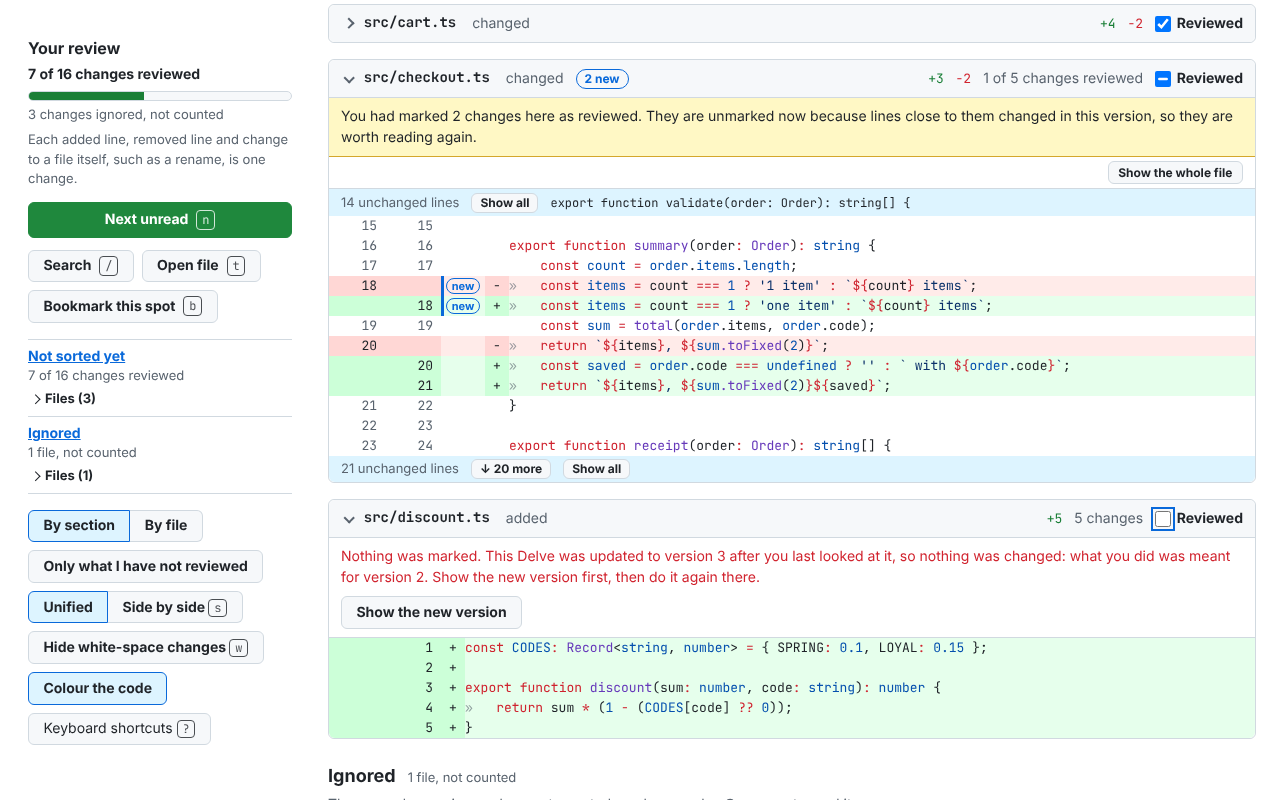 Your review
7 of 16 changes reviewed
3 changes ignored, not counted
Each added line, removed line and change
to a file itself, such as a rename, is one
change.
Next unread n
Search /
Open file t
Bookmark this spot b
Not sorted yet
7 of 16 changes reviewed
Files (3)
Ignored
1 file, not counted
Files (1)
By section
By file
Only what I have not reviewed
Unified
Side by side s
Hide white-space changes w
Colour the code
Keyboard shortcuts ?
src/cart.ts changed +4 -2 Reviewed
src/checkout.ts changed 2 new +3 -2 1 of 5 changes reviewed Reviewed
You had marked 2 changes here as reviewed. They are unmarked now because lines close to them changed in this version, so they are
worth reading again.
Show the whole file
14 unchanged lines Show all export function validate(order: Order): string[] {
15 15
16 16 export function summary(order: Order): string {
17 17 const count = order.items.length;
18 new - » const items = count === 1 ? '1 item' : `${count} items`;
18 new + » const items = count === 1 ? 'one item' : `${count} items`;
19 19 const sum = total(order.items, order.code);
20 - » return `${items}, ${sum.toFixed(2)}`;
20 + » const saved = order.code === undefined ? '' : ` with ${order.code}`;
21 + » return `${items}, ${sum.toFixed(2)}${saved}`;
21 22 }
22 23
23 24 export function receipt(order: Order): string[] {
21 unchanged lines ↓ 20 more Show all
src/discount.ts added +5 5 changes Reviewed
Nothing was marked. This Delve was updated to version 3 after you last looked at it, so nothing was changed: what you did was meant
for version 2. Show the new version first, then do it again there.
Show the new version
1 + const CODES: Record<string, number> = { SPRING: 0.1, LOYAL: 0.15 };
2 +
3 + export function discount(sum: number, code: string): number {
4 + » return sum * (1 - (CODES[code] ?? 0));
5 + }
Ignored 1 file, not counted